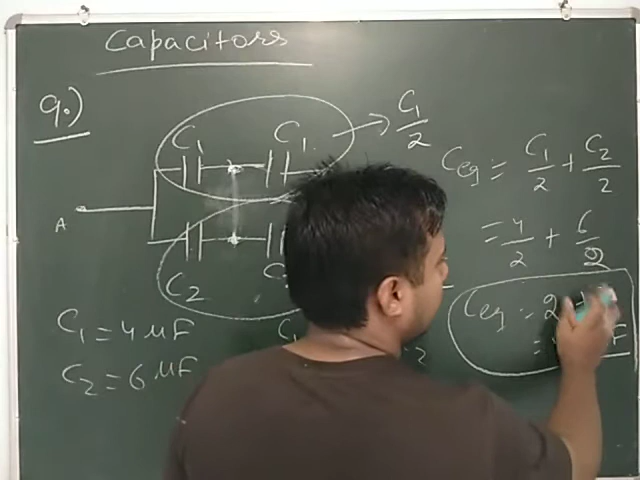 Capacitors
9.)
C₁ C₁
→ C₁/2
A
C₂
C₁ = 4 μF
C₂ = 6 μF
Ceq = C₁/2 + C₂/2
= 4/2 + 6/2
Ceq = 2 +
=
F